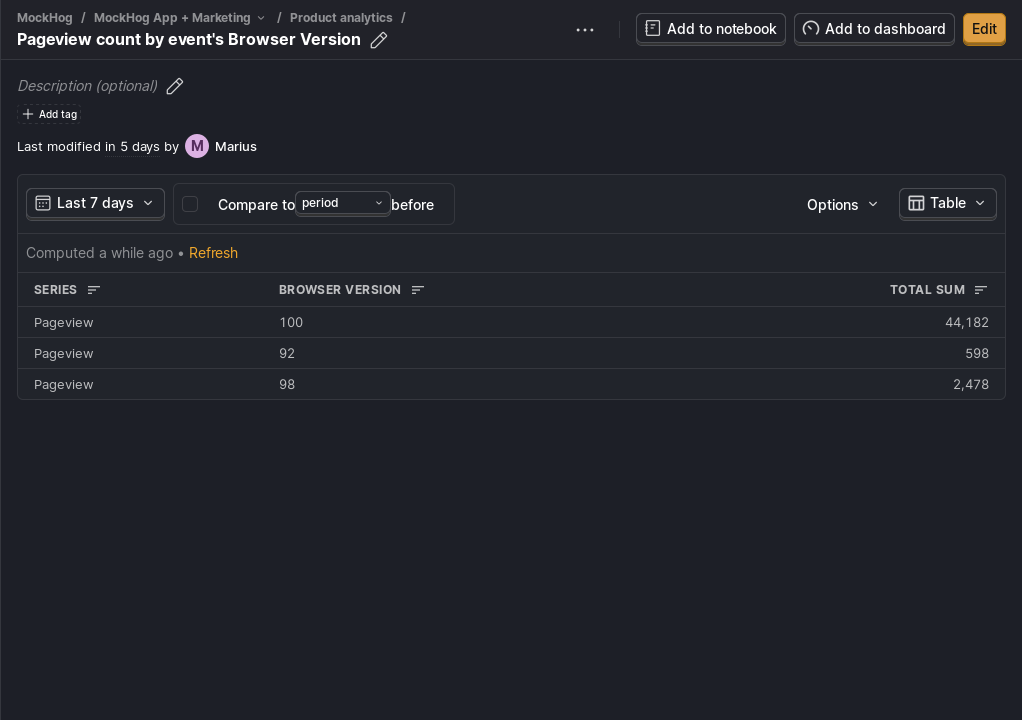 MockHog / MockHog App + Marketing / Product analytics /
Pageview count by event's Browser Version
Add to notebook
Add to dashboard
Edit
Description (optional)
Add tag
Last modified in 5 days by M Marius
Last 7 days
Compare to period before
Options
Table
Computed a while ago • Refresh
SERIES BROWSER VERSION TOTAL SUM
Pageview 100 44,182
Pageview 92 598
Pageview 98 2,478